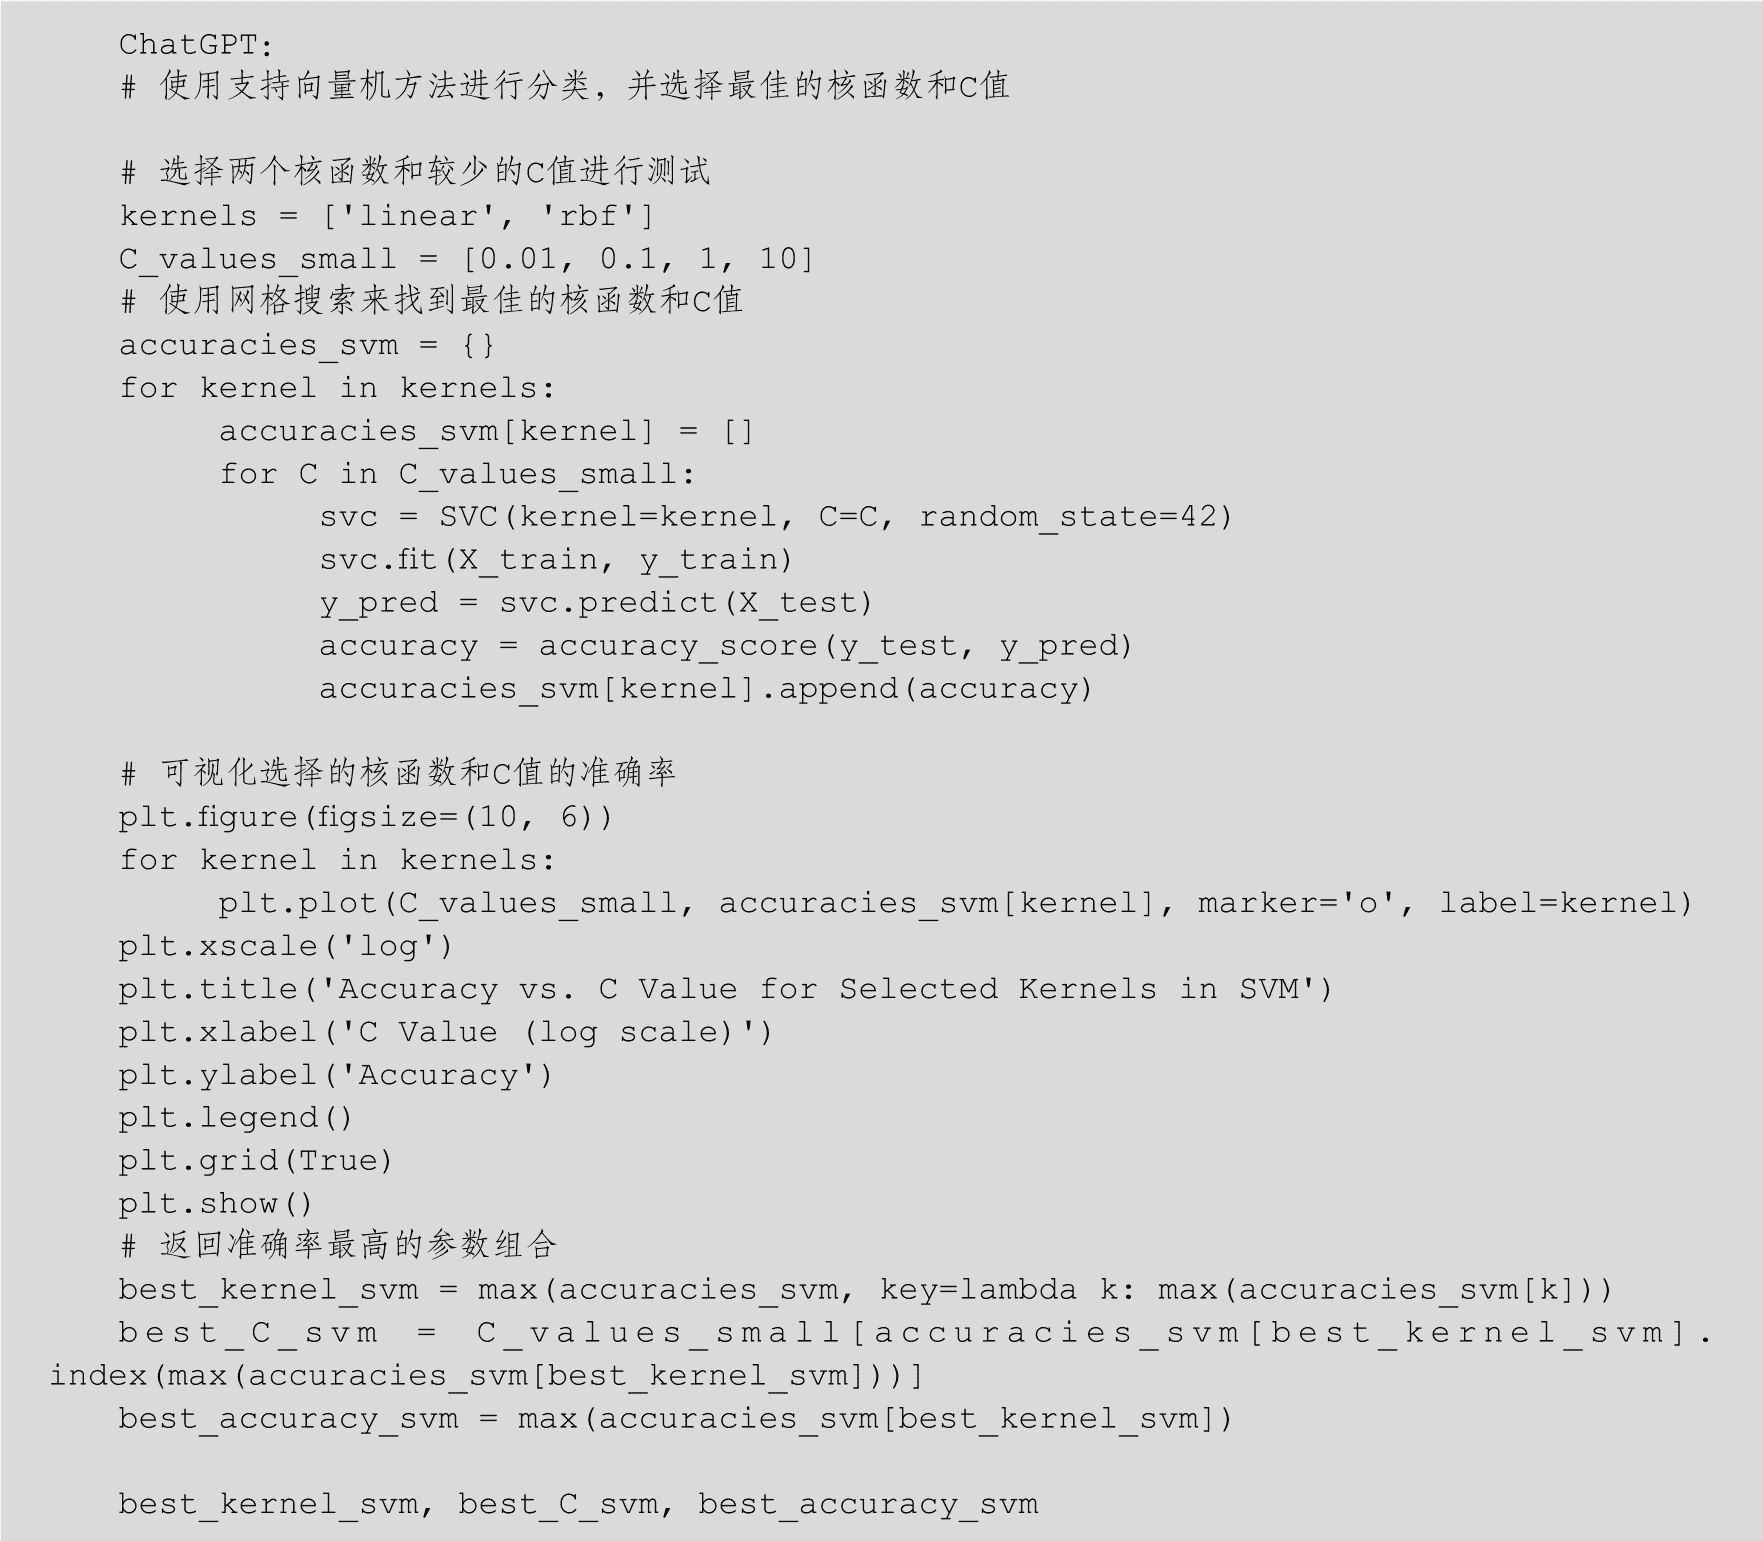 ChatGPT:
# 使用支持向量机方法进行分类，并选择最佳的核函数和C值

# 选择两个核函数和较少的C值进行测试
kernels = ['linear', 'rbf']
C_values_small = [0.01, 0.1, 1, 10]
# 使用网格搜索来找到最佳的核函数和C值
accuracies_svm = {}
for kernel in kernels:
     accuracies_svm[kernel] = []
     for C in C_values_small:
          svc = SVC(kernel=kernel, C=C, random_state=42)
          svc.fit(X_train, y_train)
          y_pred = svc.predict(X_test)
          accuracy = accuracy_score(y_test, y_pred)
          accuracies_svm[kernel].append(accuracy)

# 可视化选择的核函数和C值的准确率
plt.figure(figsize=(10, 6))
for kernel in kernels:
     plt.plot(C_values_small, accuracies_svm[kernel], marker='o', label=kernel)
plt.xscale('log')
plt.title('Accuracy vs. C Value for Selected Kernels in SVM')
plt.xlabel('C Value (log scale)')
plt.ylabel('Accuracy')
plt.legend()
plt.grid(True)
plt.show()
# 返回准确率最高的参数组合
best_kernel_svm = max(accuracies_svm, key=lambda k: max(accuracies_svm[k]))
best_C_svm = C_values_small[accuracies_svm[best_kernel_svm].
index(max(accuracies_svm[best_kernel_svm]))]
best_accuracy_svm = max(accuracies_svm[best_kernel_svm])

best_kernel_svm, best_C_svm, best_accuracy_svm